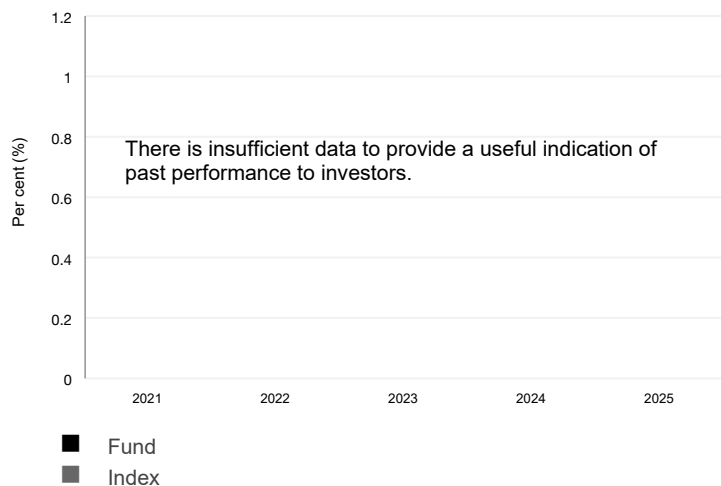 1.2
1
0.8
0.6
0.4
0.2
0
Per cent (%)
There is insufficient data to provide a useful indication of
past performance to investors.
2021 2022 2023 2024 2025
Fund
Index